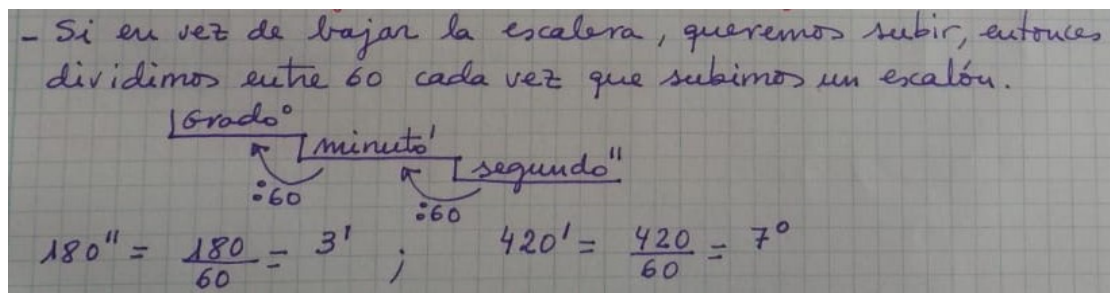 - Si en vez de bajar la escalera, queremos subir, entonces
dividimos entre 60 cada vez que subimos un escalón.
Grado°
minuto'
segundo"
:60
:60
180" = 180/60 = 3' ; 420' = 420/60 = 7°